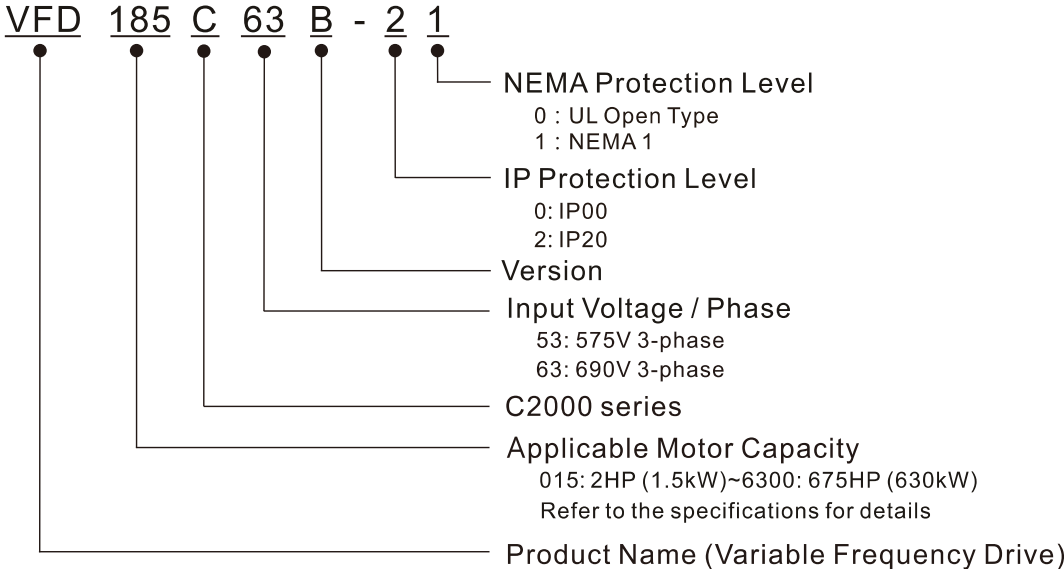 VFD 185 C 63 B - 2 1
NEMA Protection Level
0 : UL Open Type
1 : NEMA 1
IP Protection Level
0: IP00
2: IP20
Version
Input Voltage / Phase
53: 575V 3-phase
63: 690V 3-phase
C2000 series
Applicable Motor Capacity
015: 2HP (1.5kW)~6300: 675HP (630kW)
Refer to the specifications for details
Product Name (Variable Frequency Drive)